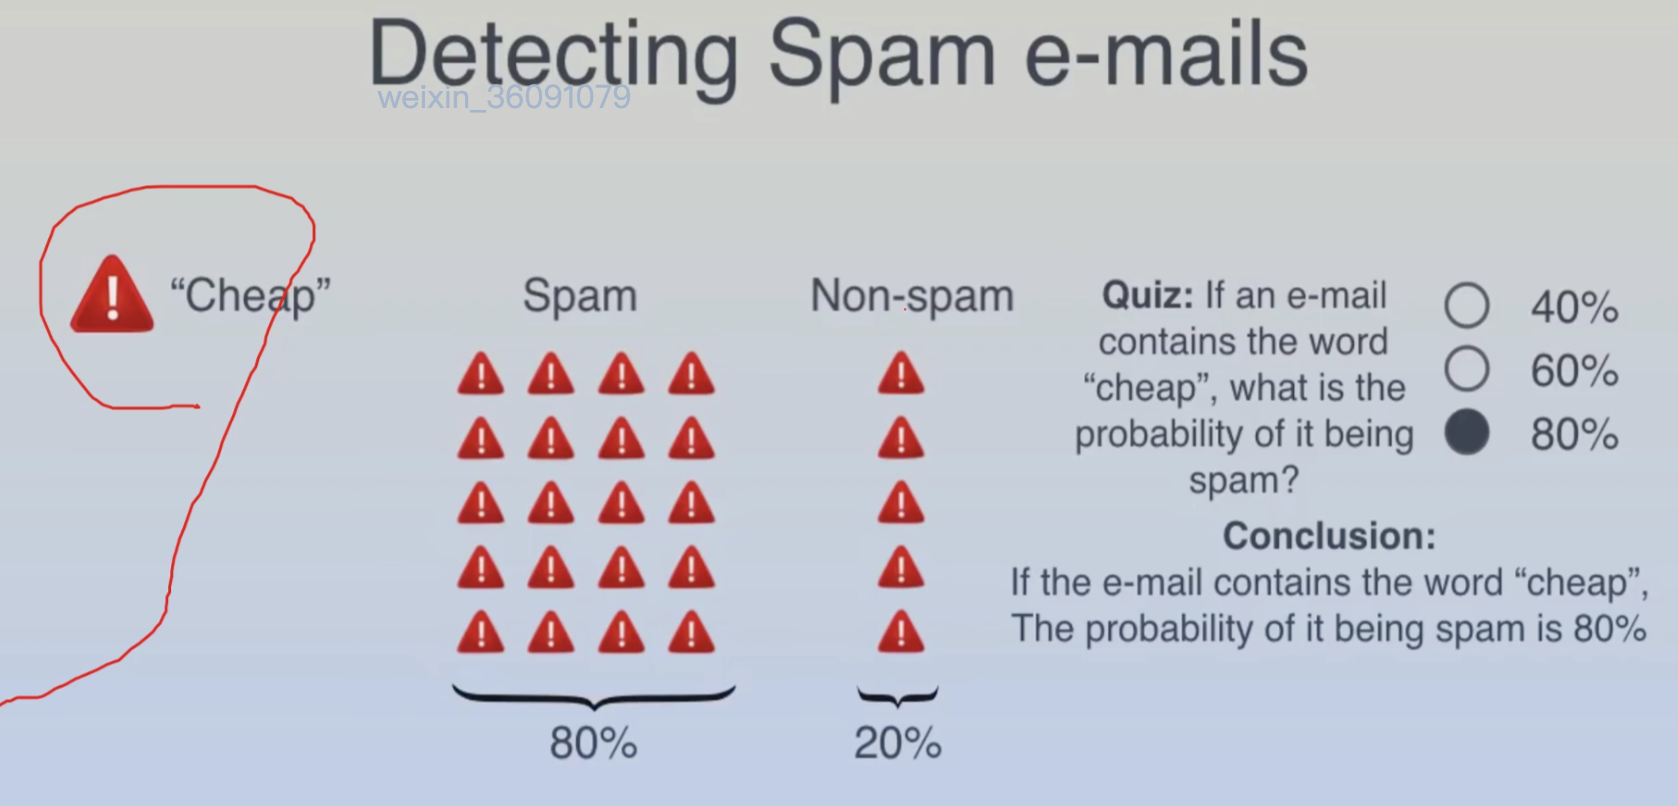 Detecting Spam e-mails
weixin_36091079
“Cheap”
Spam
Non-spam
80%
20%
Quiz: If an e-mail
contains the word
“cheap”, what is the
probability of it being
spam?
40%
60%
80%
Conclusion:
If the e-mail contains the word “cheap”,
The probability of it being spam is 80%